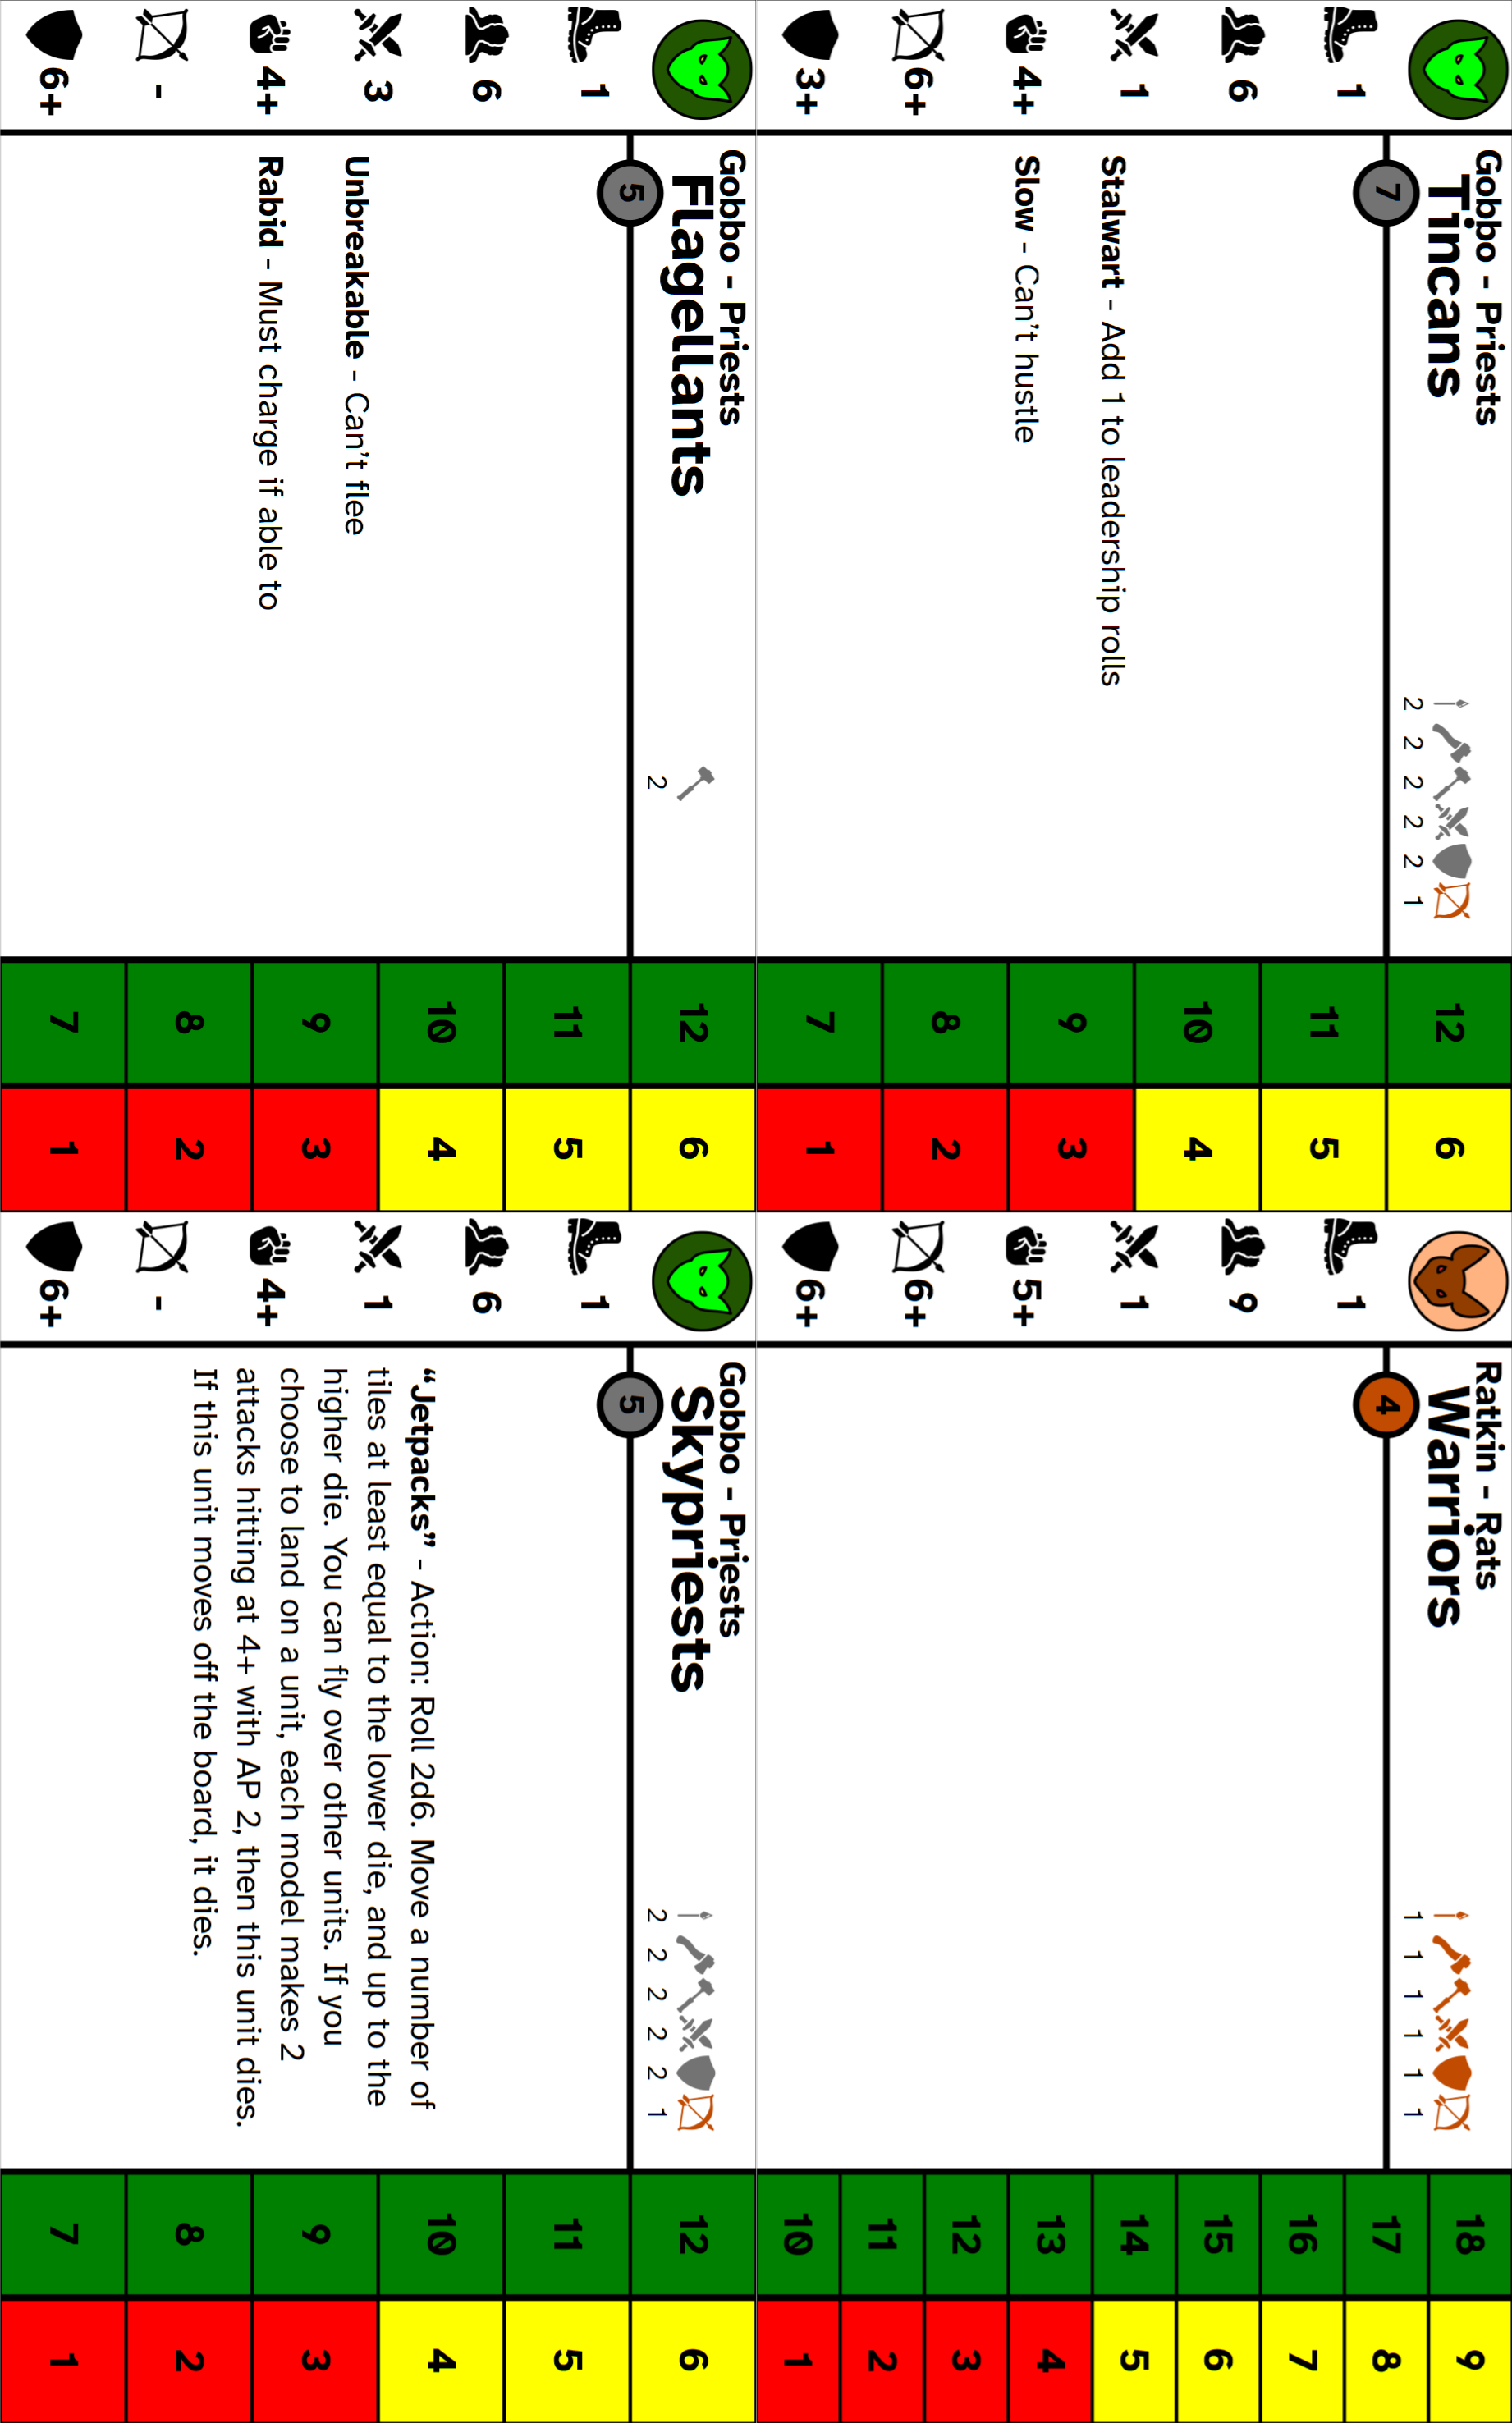 Gobbo - Priests
Tincans
7
2 2 2 2 2 1
1
6
1
4+
6+
3+
Stalwart - Add 1 to leadership rolls
Slow - Can't hustle
12 6
11 5
10 4
9 3
8 2
7 1
Ratkin - Rats
Warriors
4
1 1 1 1 1 1
1
9
1
5+
6+
6+
18 9
17 8
16 7
15 6
14 5
13 4
12 3
11 2
10 1
Gobbo - Priests
Flagellants
5
2
1
6
3
4+
-
6+
Unbreakable - Can't flee
Rabid - Must charge if able to
12 6
11 5
10 4
9 3
8 2
7 1
Gobbo - Priests
Skypriests
5
2 2 2 2 2 1
1
6
1
4+
-
6+
“Jetpacks” - Action: Roll 2d6. Move a number of
tiles at least equal to the lower die, and up to the
higher die. You can fly over other units. If you
choose to land on a unit, each model makes 2
attacks hitting at 4+ with AP 2, then this unit dies.
If this unit moves off the board, it dies.
12 6
11 5
10 4
9 3
8 2
7 1